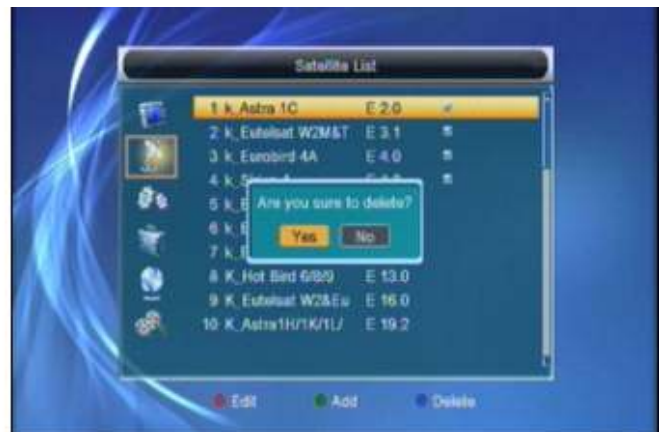 Satellite List
1 k_Astra 1C E 2.0
2 k_Eutelsat W2M&T E 3.1
3 k_Eurobird 4A E 4.0
4 k_
5 k_E
6 k_
7 k_
Are you sure to delete?
Yes No
8 K_Hot Bird 6/8/9 E 13.0
9 K_Eutelsat W2&Eu E 16.0
10 K_Astra1H/1K/1L/ E 19.2
Edit Add Delete